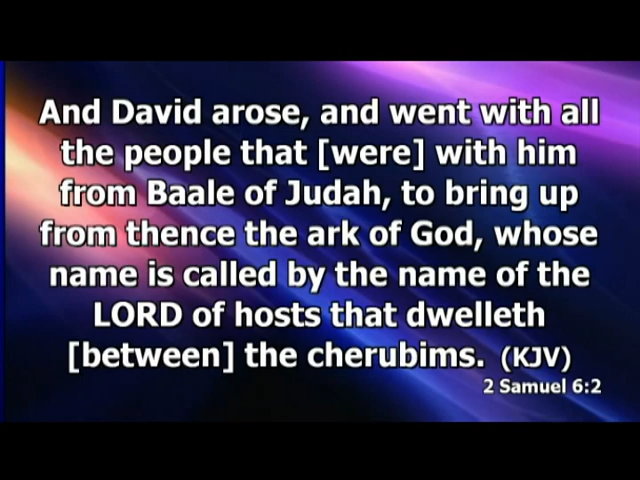 And David arose, and went with all
the people that [were] with him
from Baale of Judah, to bring up
from thence the ark of God, whose
name is called by the name of the
LORD of hosts that dwelleth
[between] the cherubims. (KJV)
2 Samuel 6:2